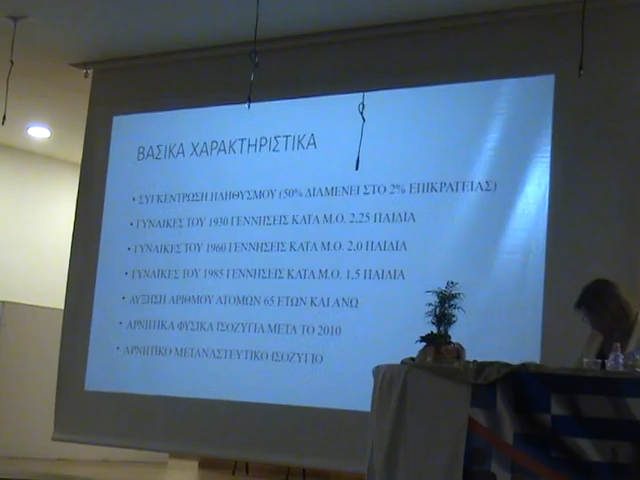 ΒΑΣΙΚΑ ΧΑΡΑΚΤΗΡΙΣΤΙΚΑ
• ΣΥΓΚΕΝΤΡΩΣΗ ΠΛΗΘΥΣΜΟΥ (50% ΔΙΑΜΕΝΕΙ ΣΤΟ 2% ΕΠΙΚΡΑΤΕΙΑΣ)
• ΓΥΝΑΙΚΕΣ ΤΟΥ 1930 ΓΕΝΝΗΣΕΙΣ ΚΑΤΑ Μ.Ο. 2,25 ΠΑΙΔΙΑ
• ΓΥΝΑΙΚΕΣ ΤΟΥ 1960 ΓΕΝΝΗΣΕΙΣ ΚΑΤΑ Μ.Ο. 2,0 ΠΑΙΔΙΑ
• ΓΥΝΑΙΚΕΣ ΤΟΥ 1985 ΓΕΝΝΗΣΕΙΣ ΚΑΤΑ Μ.Ο. 1,5 ΠΑΙΔΙΑ
• ΑΥΞΗΣΗ ΑΡΙΘΜΟΥ ΑΤΟΜΩΝ 65 ΕΤΩΝ ΚΑΙ ΑΝΩ
• ΑΡΝΗΤΙΚΑ ΦΥΣΙΚΑ ΙΣΟΖΥΓΙΑ ΜΕΤΑ ΤΟ 2010
• ΑΡΝΗΤΙΚΟ ΜΕΤΑΝΑΣΤΕΥΤΙΚΟ ΙΣΟΖΥΓΙΟ